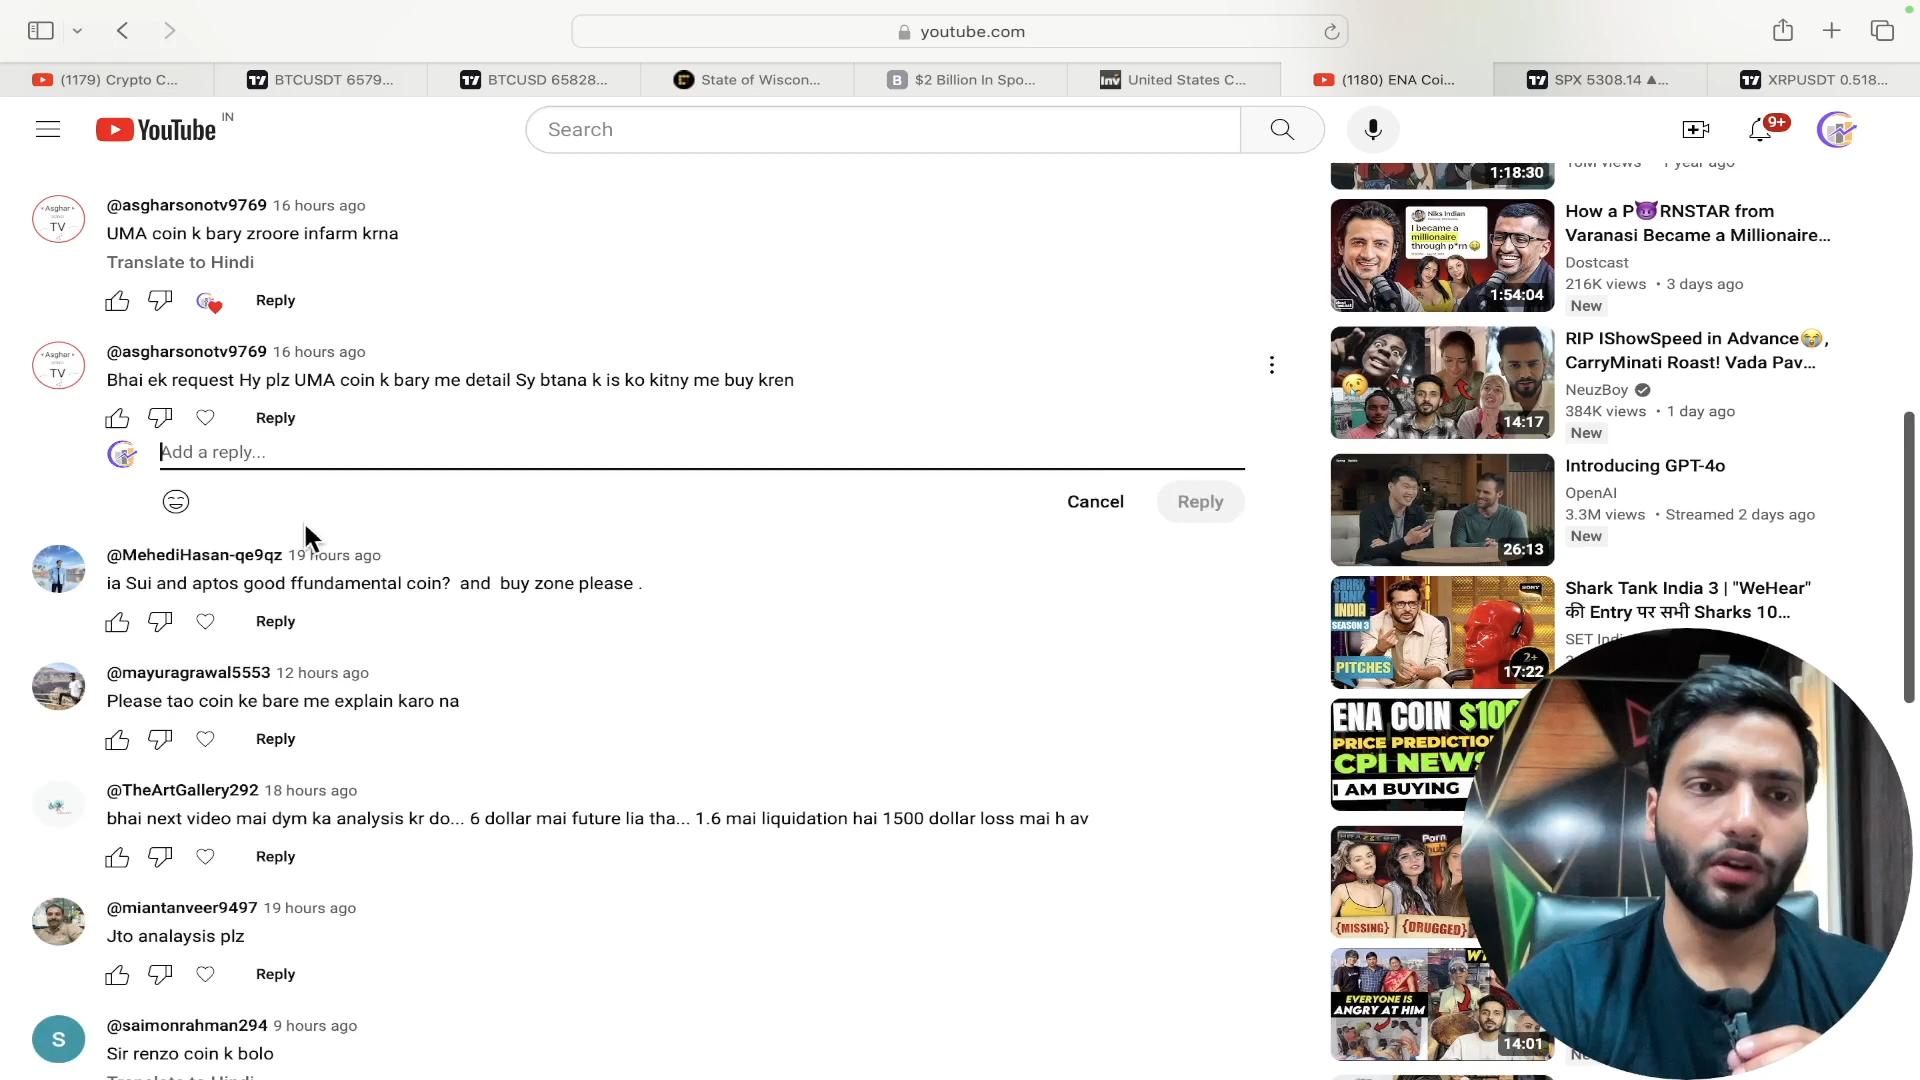 youtube.com
(1179) Crypto C...
BTCUSDT 6579...
BTCUSD 65828...
State of Wiscon...
$2 Billion In Spo...
United States C...
(1180) ENA Coi...
SPX 5308.14 ▲...
XRPUSDT 0.518...
YouTube IN
Search
9+
@asgharsonotv9769 16 hours ago
UMA coin k bary zroore infarm krna
Translate to Hindi
Reply
@asgharsonotv9769 16 hours ago
Bhai ek request Hy plz UMA coin k bary me detail Sy btana k is ko kitny me buy kren
Reply
Add a reply...
Cancel
Reply
@MehediHasan-qe9qz 19 hours ago
ia Sui and aptos good ffundamental coin? and buy zone please .
Reply
@mayuragrawal5553 12 hours ago
Please tao coin ke bare me explain karo na
Reply
@TheArtGallery292 18 hours ago
bhai next video mai dym ka analysis kr do... 6 dollar mai future lia tha... 1.6 mai liquidation hai 1500 dollar loss mai h av
Reply
@miantanveer9497 19 hours ago
Jto analaysis plz
Reply
S
@saimonrahman294 9 hours ago
Sir renzo coin k bolo
Translate to Hindi
1:18:30
Niks Indian
I became a
millionaire
through p*rn
1:54:04
How a P😈RNSTAR from
Varanasi Became a Millionaire...
Dostcast
216K views • 3 days ago
New
14:17
RIP IShowSpeed in Advance😭,
CarryMinati Roast! Vada Pav...
NeuzBoy
384K views • 1 day ago
New
26:13
Introducing GPT-4o
OpenAI
3.3M views • Streamed 2 days ago
New
SHARK
TANK
INDIA
SEASON 3
PITCHES
17:22
Shark Tank India 3 | "WeHear"
की Entry पर सभी Sharks 10...
SET Indi
ENA COIN $100
PRICE PREDICTIO
CPI NEWS
I AM BUYING
BRAZZERS
Porn
hub
{MISSING} {DRUGGED}
EVERYONE IS
ANGRY AT HIM
14:01